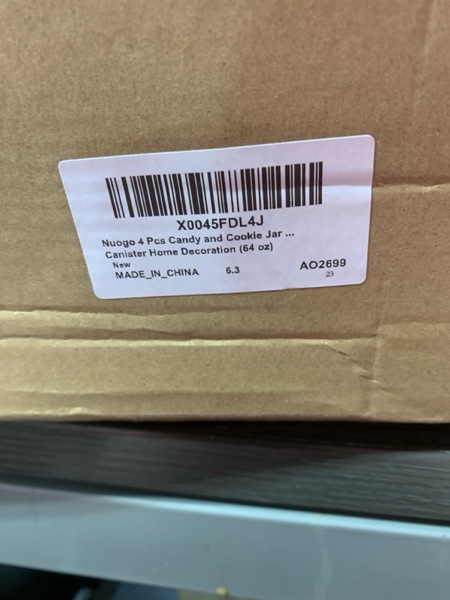 X0045FDL4J
Nuogo 4 Pcs Candy and Cookie Jar ...
Canister Home Decoration (64 oz)
New
MADE_IN_CHINA 6.3 AO2699
23